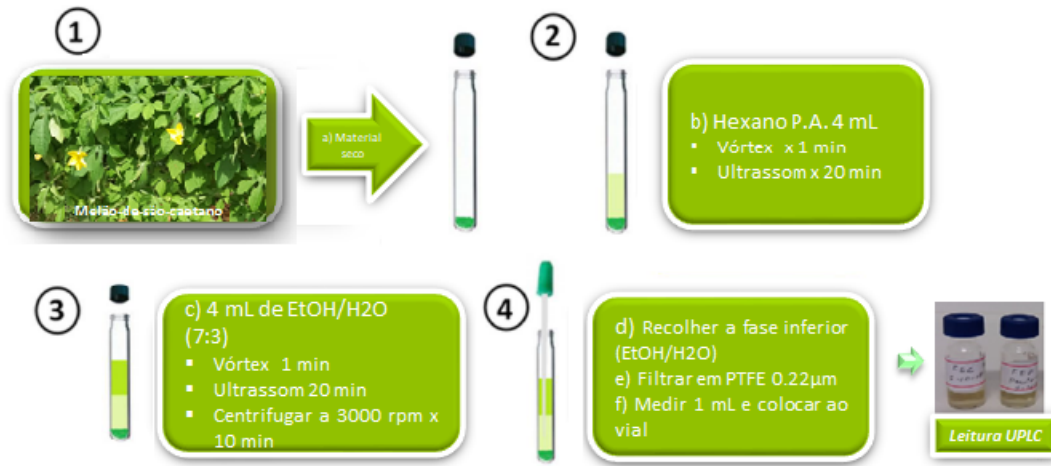 1
Melão-de-são-caetano
a) Material
seco
2
b) Hexano P.A. 4 mL
▪ Vórtex x 1 min
▪ Ultrassom x 20 min
3
c) 4 mL de EtOH/H2O
(7:3)
▪ Vórtex 1 min
▪ Ultrassom 20 min
▪ Centrifugar a 3000 rpm x
10 min
4
d) Recolher a fase inferior
(EtOH/H2O)
e) Filtrar em PTFE 0.22µm
f) Medir 1 mL e colocar ao
vial
Leitura UPLC